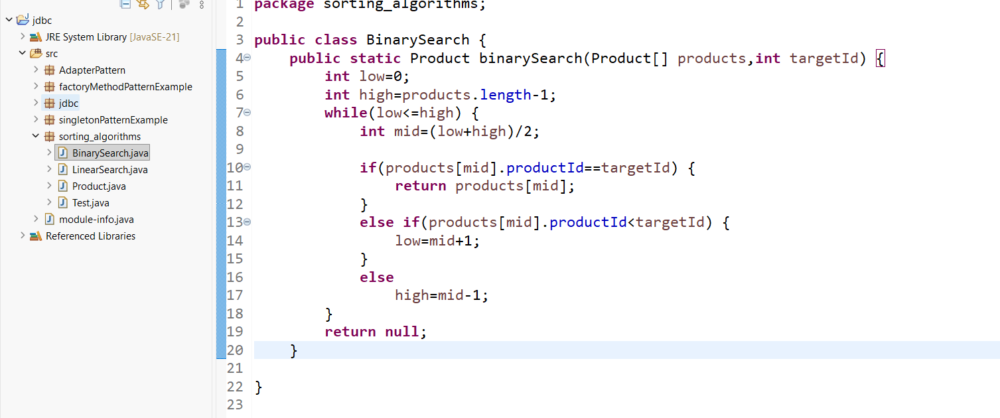 jdbc
JRE System Library [JavaSE-21]
src
AdapterPattern
factoryMethodPatternExample
jdbc
singletonPatternExample
sorting_algorithms
BinarySearch.java
LinearSearch.java
Product.java
Test.java
module-info.java
Referenced Libraries
1 package sorting_algorithms;
2
3 public class BinarySearch {
4 public static Product binarySearch(Product[] products,int targetId) {
5 int low=0;
6 int high=products.length-1;
7 while(low<=high) {
8 int mid=(low+high)/2;
9
10 if(products[mid].productId==targetId) {
11 return products[mid];
12 }
13 else if(products[mid].productId<targetId) {
14 low=mid+1;
15 }
16 else
17 high=mid-1;
18 }
19 return null;
20 }
21
22 }
23